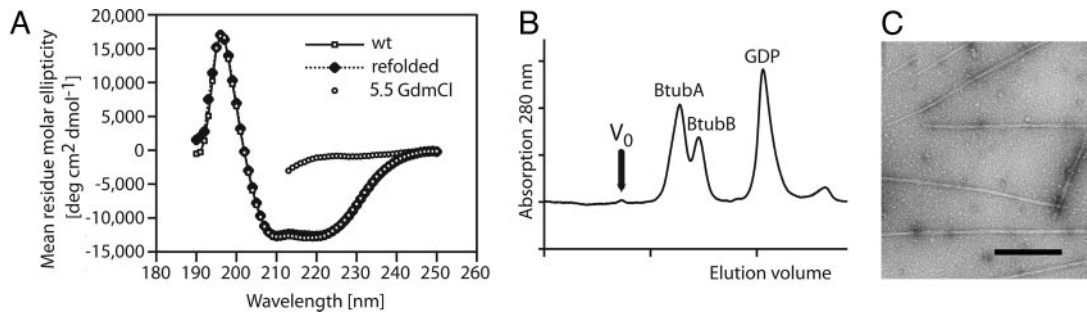 A
Mean residue molar ellipticity
[deg cm2 dmol-1]
20,000
15,000
10,000
5,000
0
-5,000
-10,000
-15,000
180 190 200 210 220 230 240 250 260
Wavelength [nm]
wt
refolded
5.5 GdmCl
B
Absorption 280 nm
V0
BtubA
BtubB
GDP
Elution volume
C